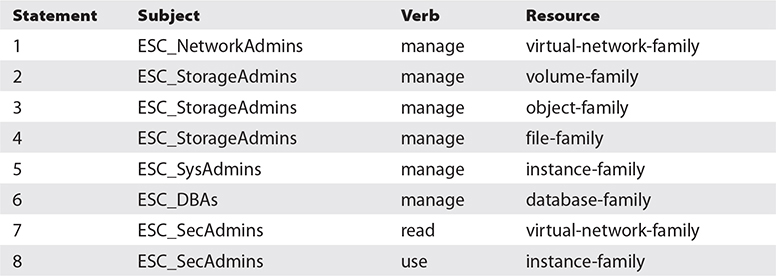 Statement Subject Verb Resource
1 ESC_NetworkAdmins manage virtual-network-family
2 ESC_StorageAdmins manage volume-family
3 ESC_StorageAdmins manage object-family
4 ESC_StorageAdmins manage file-family
5 ESC_SysAdmins manage instance-family
6 ESC_DBAs manage database-family
7 ESC_SecAdmins read virtual-network-family
8 ESC_SecAdmins use instance-family